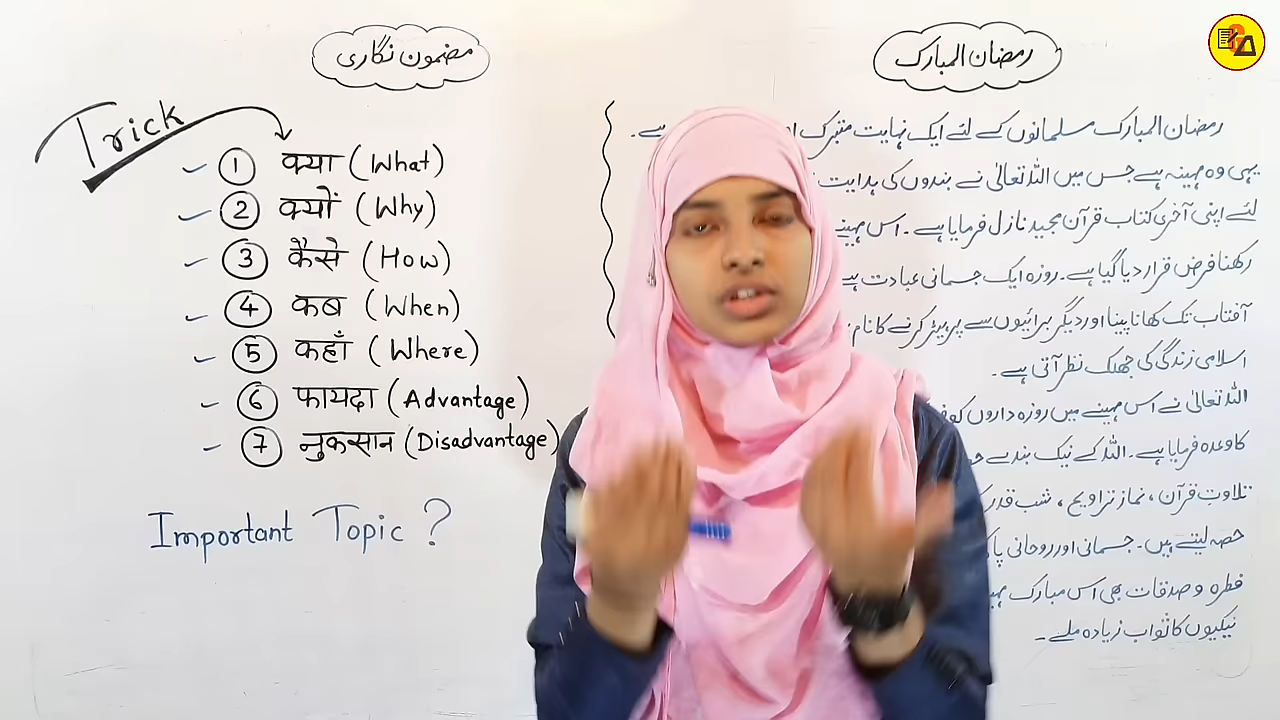 مضمون نگاری
Trick
① क्या (What)
② क्यों (Why)
③ कैसे (How)
④ कब (When)
⑤ कहाँ (Where)
⑥ फायदा (Advantage)
⑦ नुकसान (Disadvantage)
Important Topic ?
رمضان المبارک
رمضان المبارک مسلمانوں کے لئے ایک نہایت متبرک ہے۔
یہی وہ مہینہ ہے جس میں اللہ تعالیٰ نے بندوں کی ہدایت
لئے اپنی آخری کتاب قرآن مجید نازل فرمایا ہے۔ اس مہینے
رکھنا فرض قرار دیا گیا ہے۔ روزہ ایک جسمانی عبادت ہے
آفتاب تک کھانا پینا اور دیگر برائیوں سے پرہیز کرنے کا نام
اسلامی زندگی کی جھلک نظر آتی ہے۔
اللہ تعالیٰ نے اس مہینے میں روزہ داروں کو
کا وعدہ فرمایا ہے۔ اللہ کے نیک بندے
تلاوتِ قرآن، نماز تراویح، شب قدر
حصہ لیتے ہیں۔ جسمانی اور روحانی
فطرہ و صدقات بھی اس مبارک
نیکیوں کا ثواب زیادہ ملے۔